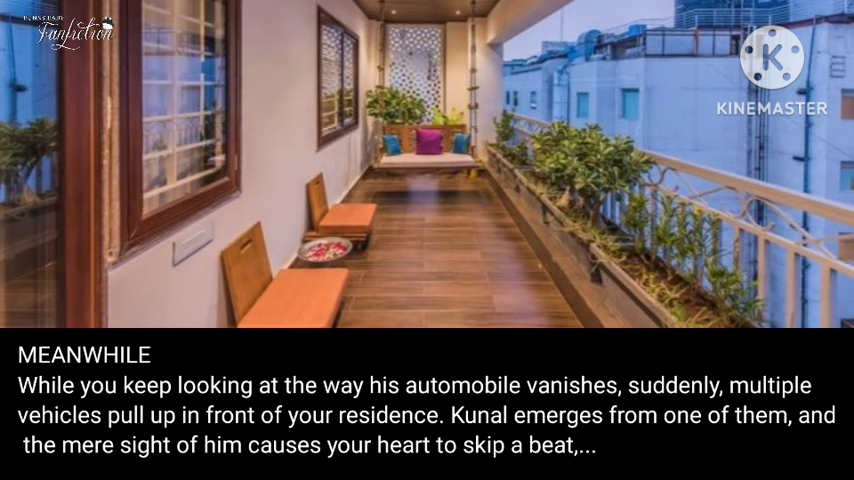 Fanfiction
KINEMASTER
MEANWHILE
While you keep looking at the way his automobile vanishes, suddenly, multiple
vehicles pull up in front of your residence. Kunal emerges from one of them, and
the mere sight of him causes your heart to skip a beat,...